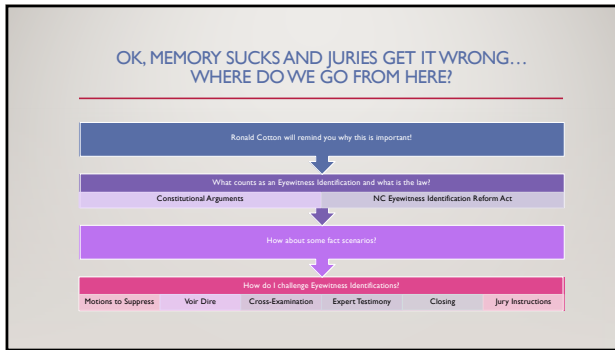 OK, MEMORY SUCKS AND JURIES GET IT WRONG…
WHERE DO WE GO FROM HERE?
Ronald Cotton will remind you why this is important!
What counts as an Eyewitness Identification and what is the law?
Constitutional Arguments
NC Eyewitness Identification Reform Act
How about some fact scenarios?
How do I challenge Eyewitness Identifications?
Motions to Suppress
Voir Dire
Cross-Examination
Expert Testimony
Closing
Jury Instructions